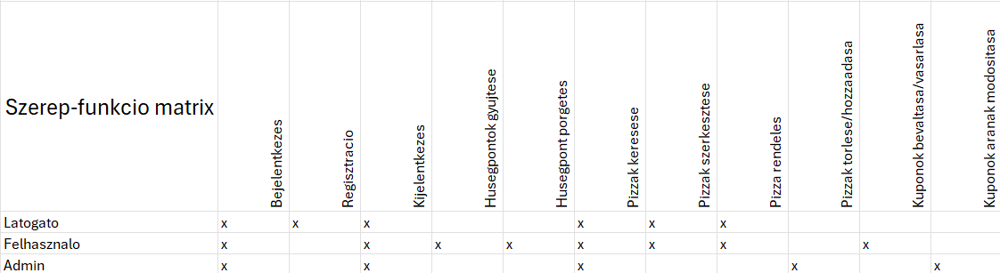 Szerep-funkcio matrix
Bejelentkezes
Regisztracio
Kijelentkezes
Husegpontok gyujtese
Husegpont porgetes
Pizzak keresese
Pizzak szerkesztese
Pizza rendeles
Pizzak torlese/hozzaadasa
Kuponok bevaltasa/vasarlasa
Kuponok aranak modositasa
Latogato x x x x x x
Felhasznalo x x x x x x x x
Admin x x x x x